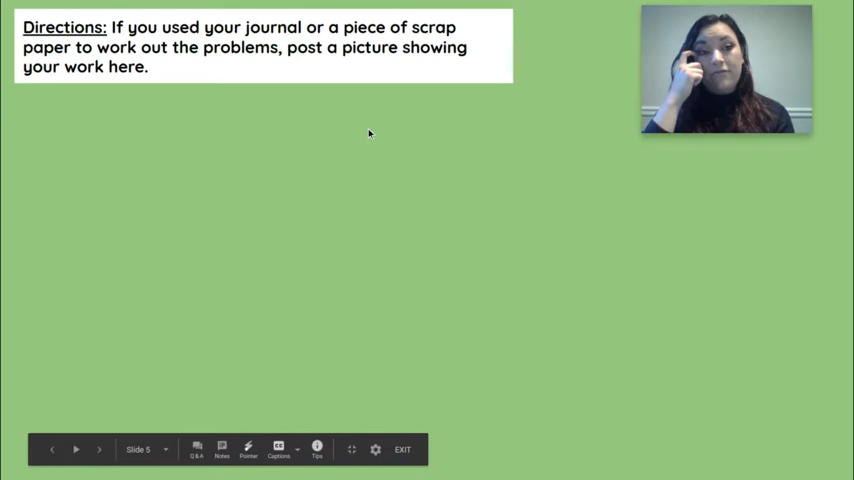 Directions: If you used your journal or a piece of scrap
paper to work out the problems, post a picture showing
your work here.
Slide 5
Q&A
Notes
Pointer
CC
Captions
Tips
EXIT